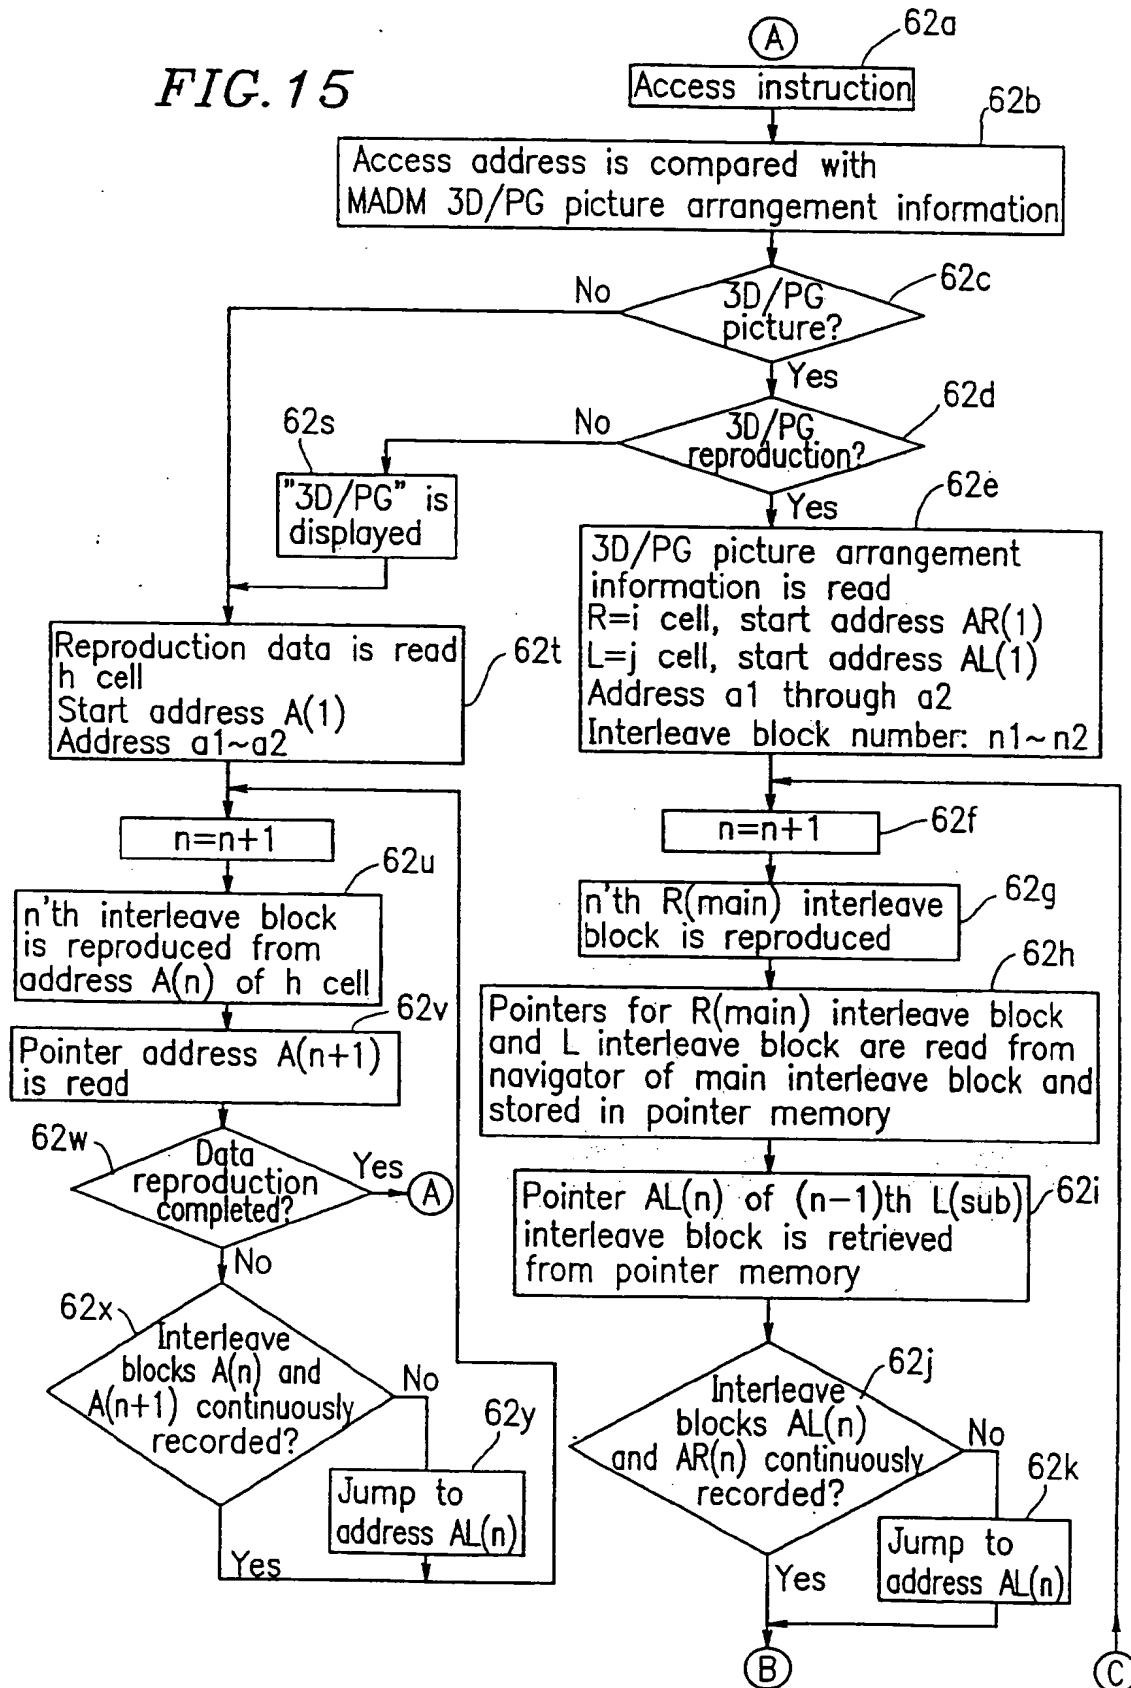 FIG.15
A
62a
Access instruction
62b
Access address is compared with
MADM 3D/PG picture arrangement information
62c
3D/PG
picture?
No
Yes
62d
3D/PG
reproduction?
No
Yes
62s
"3D/PG" is
displayed
62e
3D/PG picture arrangement
information is read
R=i cell, start address AR(1)
L=j cell, start address AL(1)
Address a1 through a2
Interleave block number: n1~n2
Reproduction data is read
h cell
Start address A(1)
Address a1~a2
62t
n=n+1
62u
n'th interleave block
is reproduced from
address A(n) of h cell
62v
Pointer address A(n+1)
is read
62w
Data
reproduction
completed?
Yes
A
No
62x
Interleave
blocks A(n) and
A(n+1) continuously
recorded?
No
62y
Jump to
address AL(n)
Yes
n=n+1
62f
n'th R(main) interleave
block is reproduced
62g
62h
Pointers for R(main) interleave block
and L interleave block are read from
navigator of main interleave block and
stored in pointer memory
Pointer AL(n) of (n-1)th L(sub)
interleave block is retrieved
from pointer memory
62i
62j
Interleave
blocks AL(n)
and AR(n) continuously
recorded?
No
62k
Jump to
address AL(n)
Yes
B
C